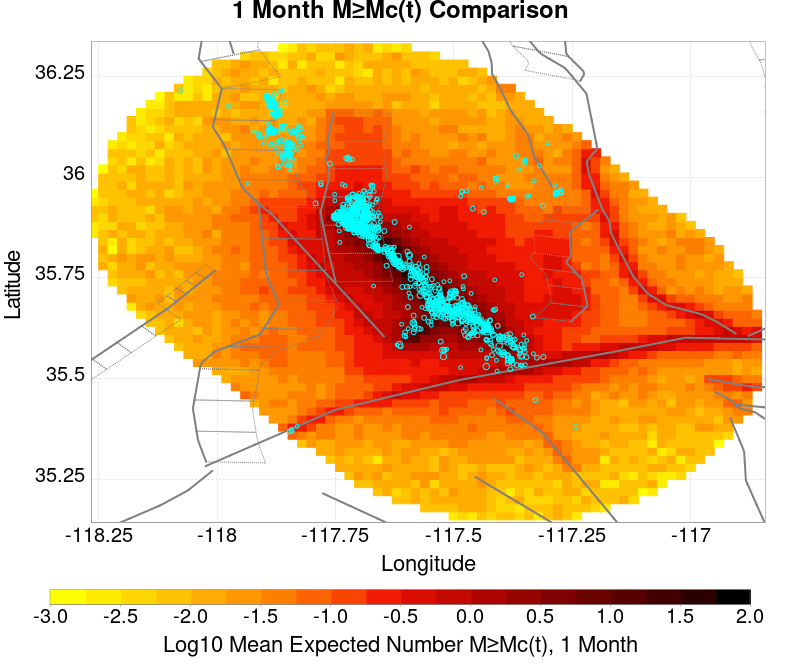 1 Month M≥Mc(t) Comparison
36.25
36
35.75
35.5
35.25
Latitude
-118.25 -118 -117.75 -117.5 -117.25 -117
Longitude
-3.0 -2.5 -2.0 -1.5 -1.0 -0.5 0.0 0.5 1.0 1.5 2.0
Log10 Mean Expected Number M≥Mc(t), 1 Month